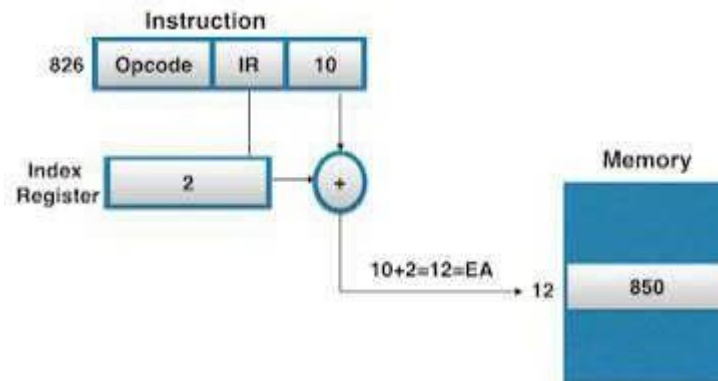 Instruction
826 Opcode IR 10
Index
Register
2
+
Memory
10+2=12=EA
12
850